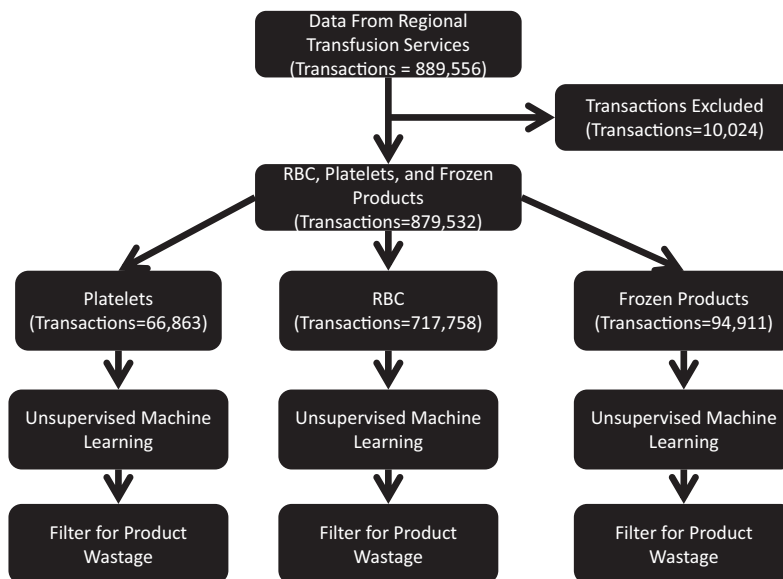 Data From Regional
Transfusion Services
(Transactions = 889,556)
Transactions Excluded
(Transactions=10,024)
RBC, Platelets, and Frozen
Products
(Transactions=879,532)
Platelets
(Transactions=66,863)
RBC
(Transactions=717,758)
Frozen Products
(Transactions=94,911)
Unsupervised Machine
Learning
Unsupervised Machine
Learning
Unsupervised Machine
Learning
Filter for Product
Wastage
Filter for Product
Wastage
Filter for Product
Wastage